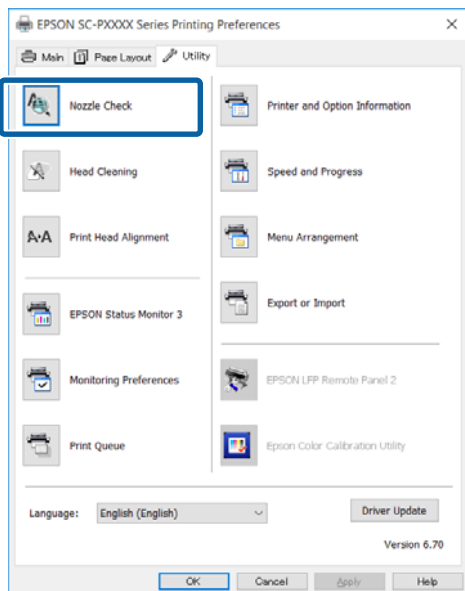 EPSON SC-PXXXX Series Printing Preferences
Main Page Layout Utility
Nozzle Check
Printer and Option Information
Head Cleaning
Speed and Progress
Print Head Alignment
Menu Arrangement
EPSON Status Monitor 3
Export or Import
Monitoring Preferences
EPSON LFP Remote Panel 2
Print Queue
Epson Color Calibration Utility
Language: English (English)
Driver Update
Version 6.70
OK Cancel Apply Help